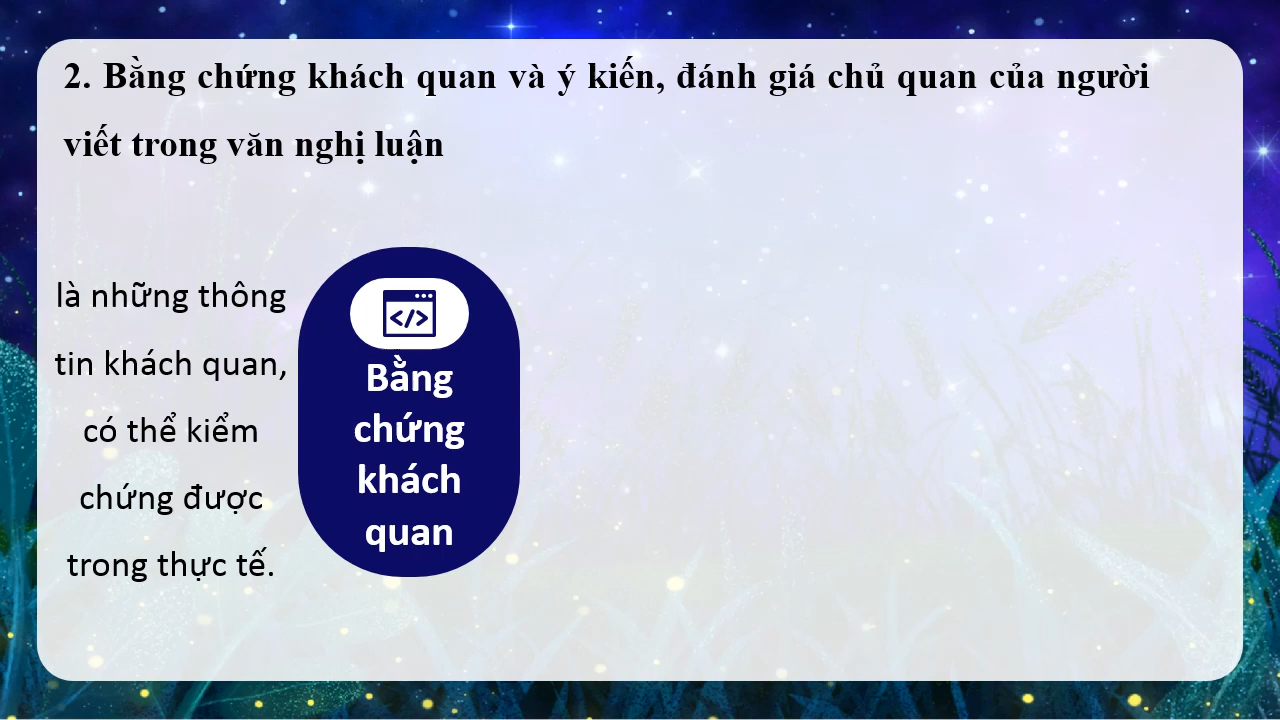 2. Bằng chứng khách quan và ý kiến, đánh giá chủ quan của người
viết trong văn nghị luận
là những thông
tin khách quan,
có thể kiểm
chứng được
trong thực tế.
</>
Bằng
chứng
khách
quan